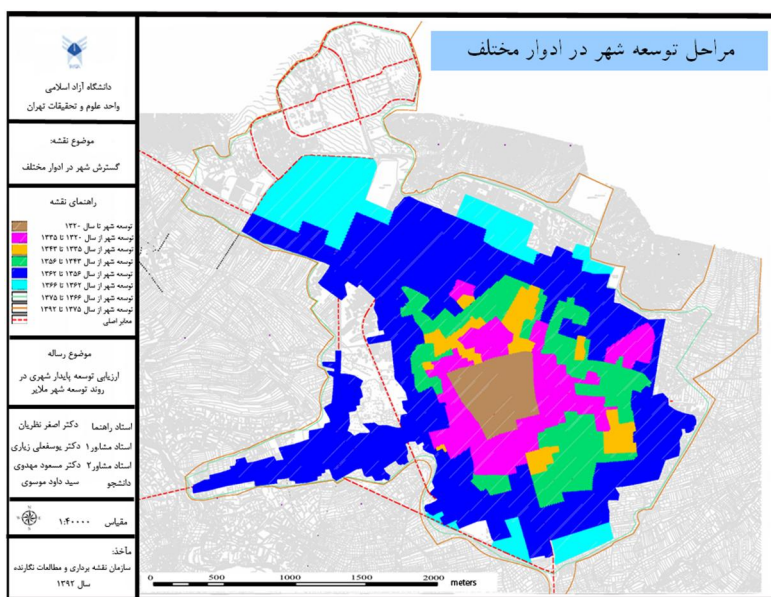 مراحل توسعه شهر در ادوار مختلف
دانشگاه آزاد اسلامی
واحد علوم و تحقیقات تهران
موضوع نقشه:
گسترش شهر در ادوار مختلف
راهنمای نقشه
توسعه شهر تا سال ۱۳۲۰
توسعه شهر از سال ۱۳۲۰ تا ۱۳۳۵
توسعه شهر از سال ۱۳۳۵ تا ۱۳۴۳
توسعه شهر از سال ۱۳۴۳ تا ۱۳۵۶
توسعه شهر از سال ۱۳۵۶ تا ۱۳۶۲
توسعه شهر از سال ۱۳۶۲ تا ۱۳۶۶
توسعه شهر از سال ۱۳۶۶ تا ۱۳۷۵
توسعه شهر از سال ۱۳۷۵ تا ۱۳۹۲
معابر اصلی
موضوع رساله
ارزیابی توسعه پایدار شهری در
روند توسعه شهر ملایر
استاد راهنما دکتر اصغر نظریان
استاد مشاور۱ دکتر یوسفعلی زیاری
استاد مشاور۲ دکتر مسعود مهدوی
دانشجو سید داود موسوی
مقیاس ۱:۴۰۰۰۰
مآخذ:
سازمان نقشه برداری و مطالعات نگارنده
سال ۱۳۹۲
0 500 1000 1500 2000 meters